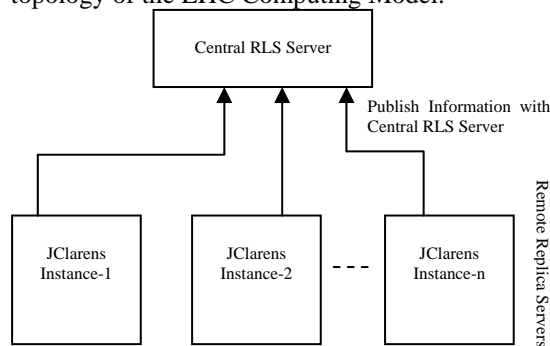 topology of the LHC Computing Model.
Central RLS Server
Publish Information with
Central RLS Server
Remote Replica Servers
JClarens
Instance-1
JClarens
Instance-2
JClarens
Instance-n